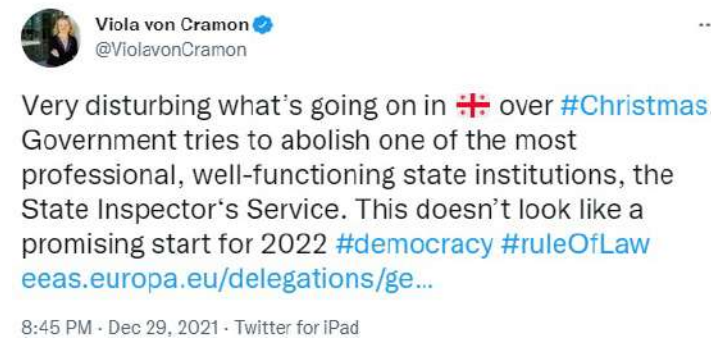 Viola von Cramon
@ViolavonCramon
Very disturbing what's going on in 🇬🇪 over #Christmas.
Government tries to abolish one of the most
professional, well-functioning state institutions, the
State Inspector‘s Service. This doesn't look like a
promising start for 2022 #democracy #ruleOfLaw
eeas.europa.eu/delegations/ge...
8:45 PM · Dec 29, 2021 · Twitter for iPad